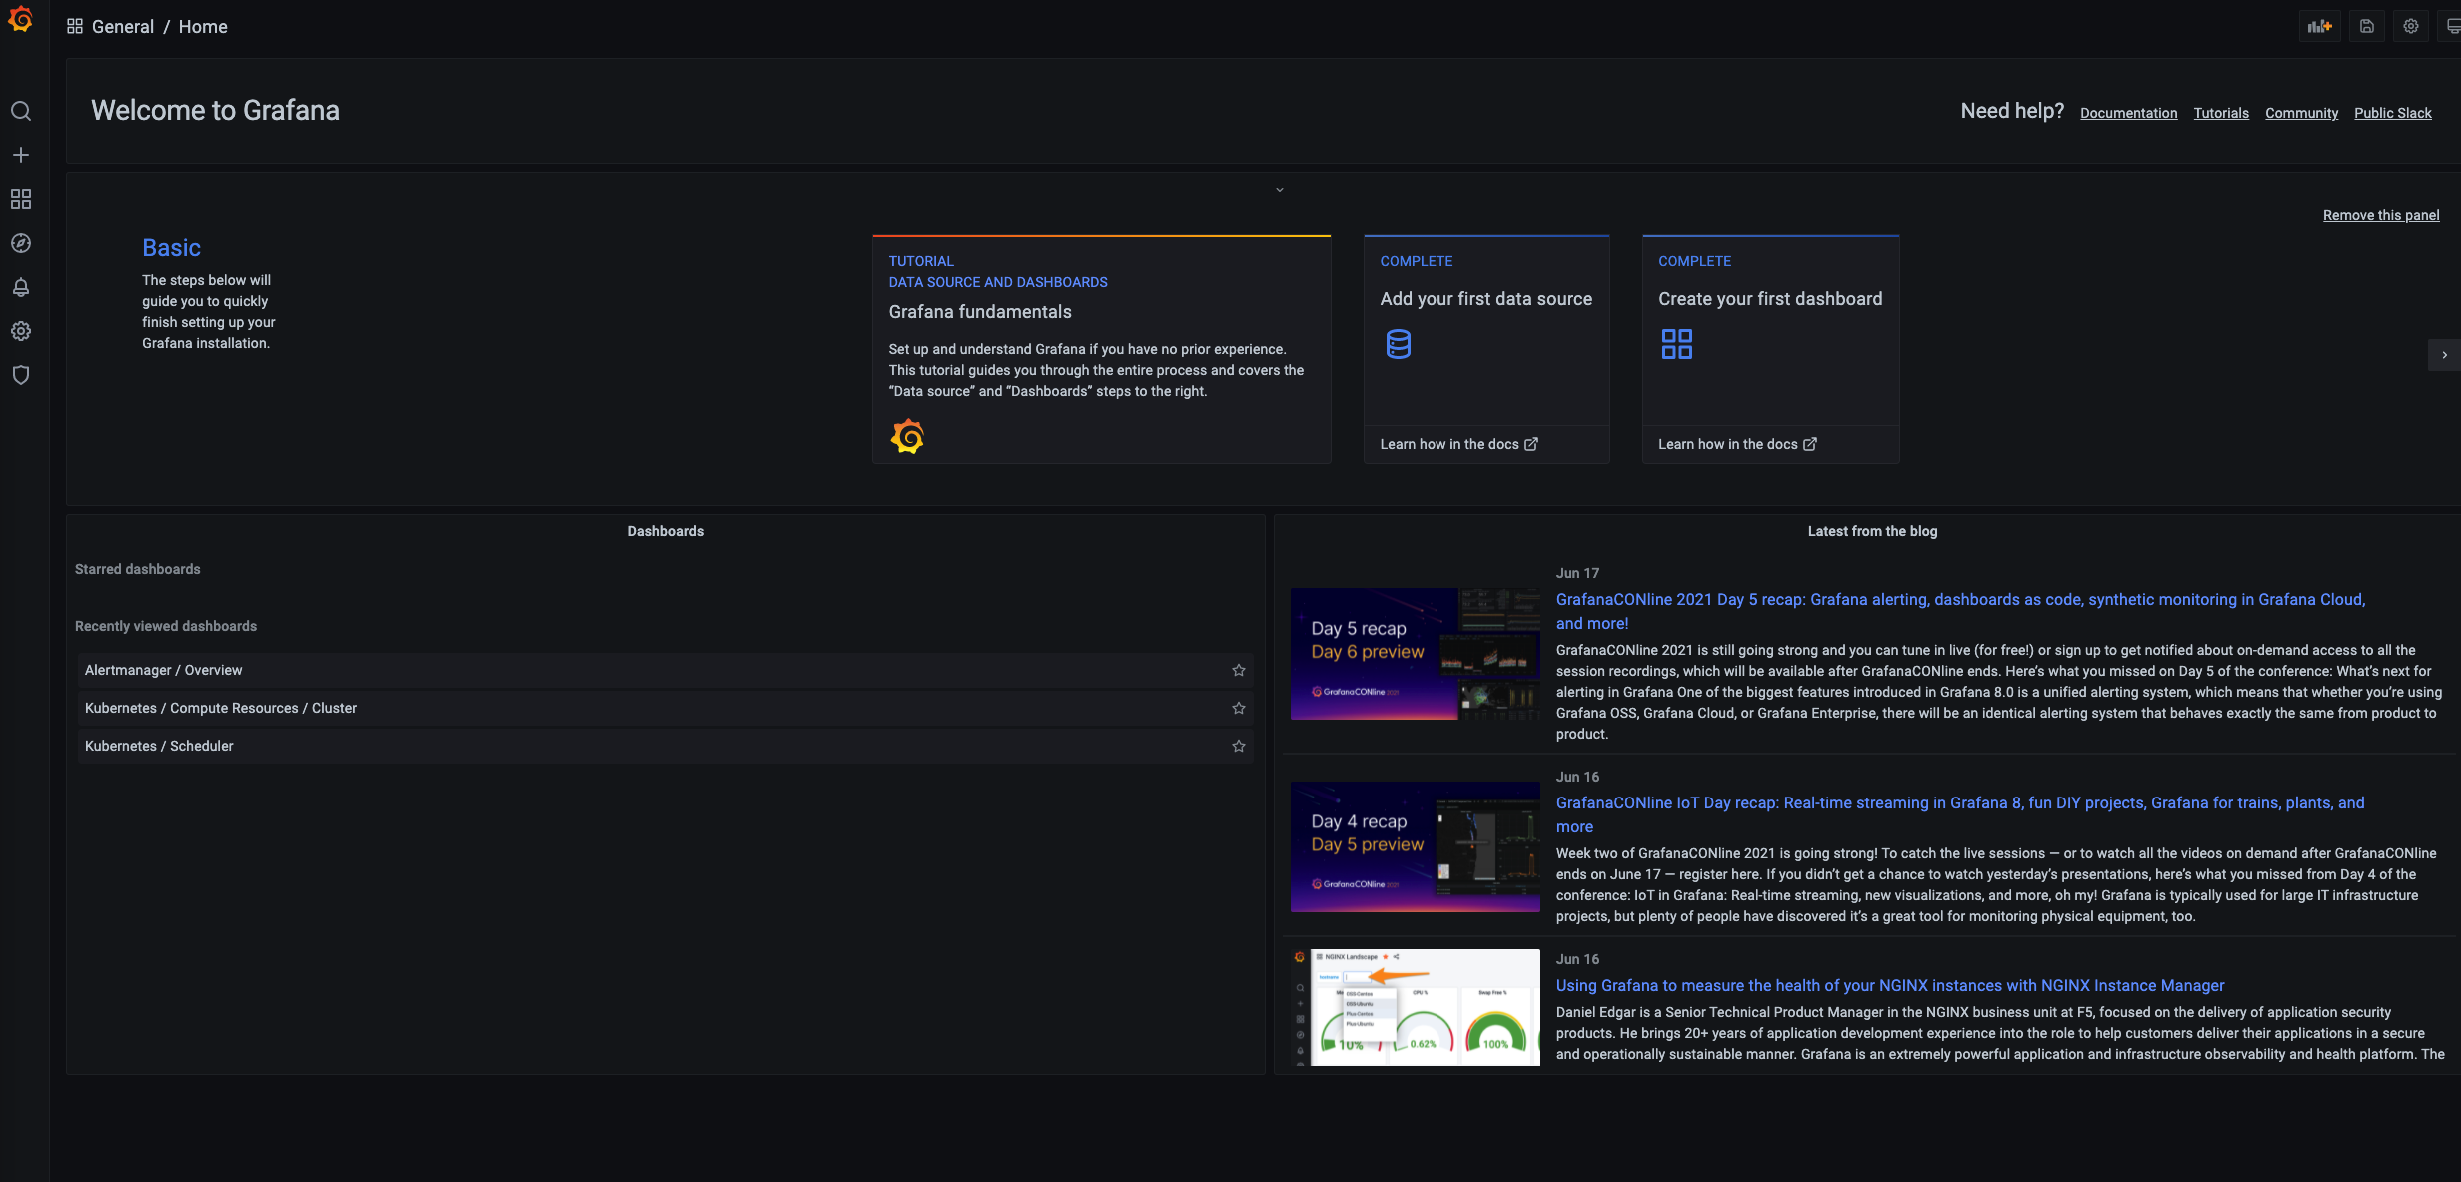 General / Home
Welcome to Grafana
Need help? Documentation Tutorials Community Public Slack
Remove this panel
Basic
The steps below will
guide you to quickly
finish setting up your
Grafana installation.
TUTORIAL
DATA SOURCE AND DASHBOARDS
Grafana fundamentals
Set up and understand Grafana if you have no prior experience.
This tutorial guides you through the entire process and covers the
“Data source” and “Dashboards” steps to the right.
COMPLETE
Add your first data source
Learn how in the docs
COMPLETE
Create your first dashboard
Learn how in the docs
Dashboards
Starred dashboards
Recently viewed dashboards
Alertmanager / Overview
Kubernetes / Compute Resources / Cluster
Kubernetes / Scheduler
Latest from the blog
Day 5 recap
Day 6 preview
GrafanaCONline 2021
Jun 17
GrafanaCONline 2021 Day 5 recap: Grafana alerting, dashboards as code, synthetic monitoring in Grafana Cloud,
and more!
GrafanaCONline 2021 is still going strong and you can tune in live (for free!) or sign up to get notified about on-demand access to all the
session recordings, which will be available after GrafanaCONline ends. Here’s what you missed on Day 5 of the conference: What’s next for
alerting in Grafana One of the biggest features introduced in Grafana 8.0 is a unified alerting system, which means that whether you’re using
Grafana OSS, Grafana Cloud, or Grafana Enterprise, there will be an identical alerting system that behaves exactly the same from product to
product.
Day 4 recap
Day 5 preview
GrafanaCONline 2021
Jun 16
GrafanaCONline IoT Day recap: Real-time streaming in Grafana 8, fun DIY projects, Grafana for trains, plants, and
more
Week two of GrafanaCONline 2021 is going strong! To catch the live sessions — or to watch all the videos on demand after GrafanaCONline
ends on June 17 — register here. If you didn’t get a chance to watch yesterday’s presentations, here’s what you missed from Day 4 of the
conference: IoT in Grafana: Real-time streaming, new visualizations, and more, oh my! Grafana is typically used for large IT infrastructure
projects, but plenty of people have discovered it’s a great tool for monitoring physical equipment, too.
NGINX Landscape
hostname
OSS-Centos
OSS-Ubuntu
Plus-Centos
Plus-Ubuntu
CPU %
Swap Free %
10%
0.62%
100%
Jun 16
Using Grafana to measure the health of your NGINX instances with NGINX Instance Manager
Daniel Edgar is a Senior Technical Product Manager in the NGINX business unit at F5, focused on the delivery of application security
products. He brings 20+ years of application development experience into the role to help customers deliver their applications in a secure
and operationally sustainable manner. Grafana is an extremely powerful application and infrastructure observability and health platform. The